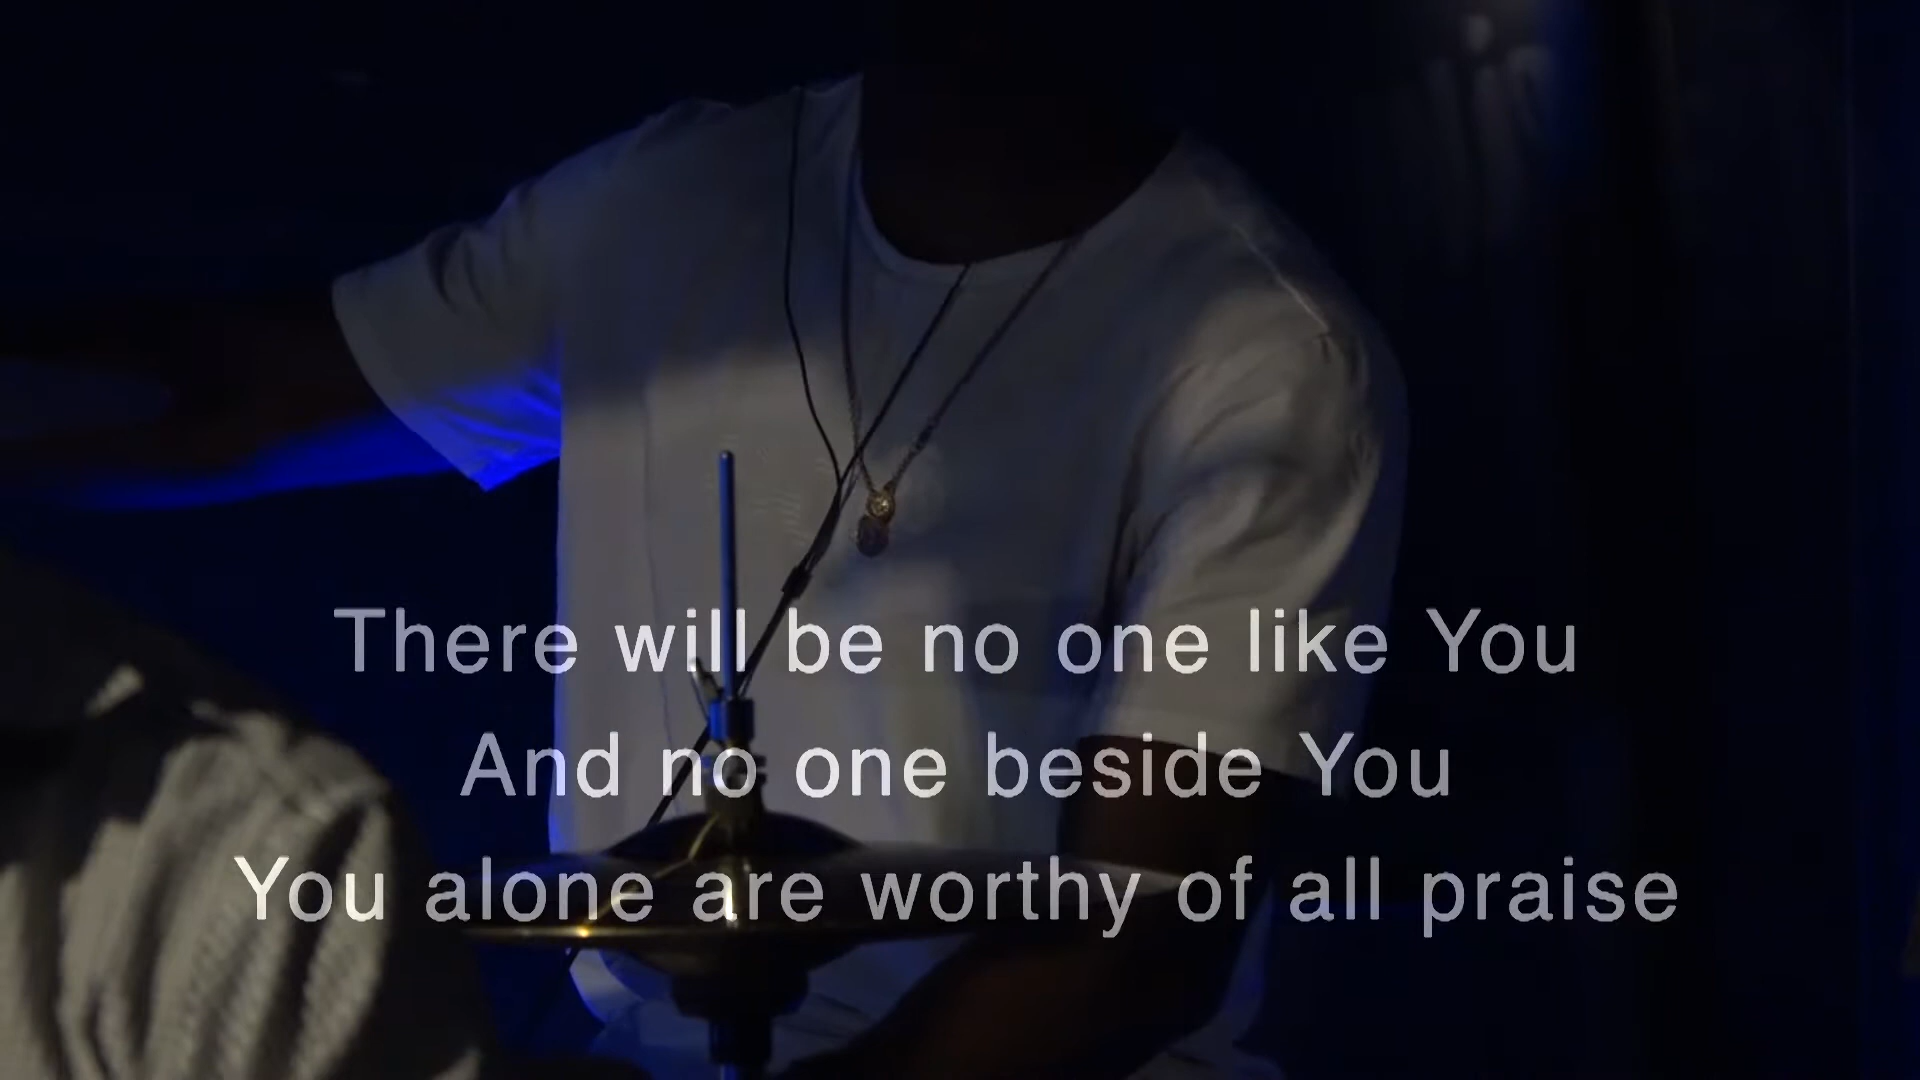 There will be no one like You
And no one beside You
You alone are worthy of all praise